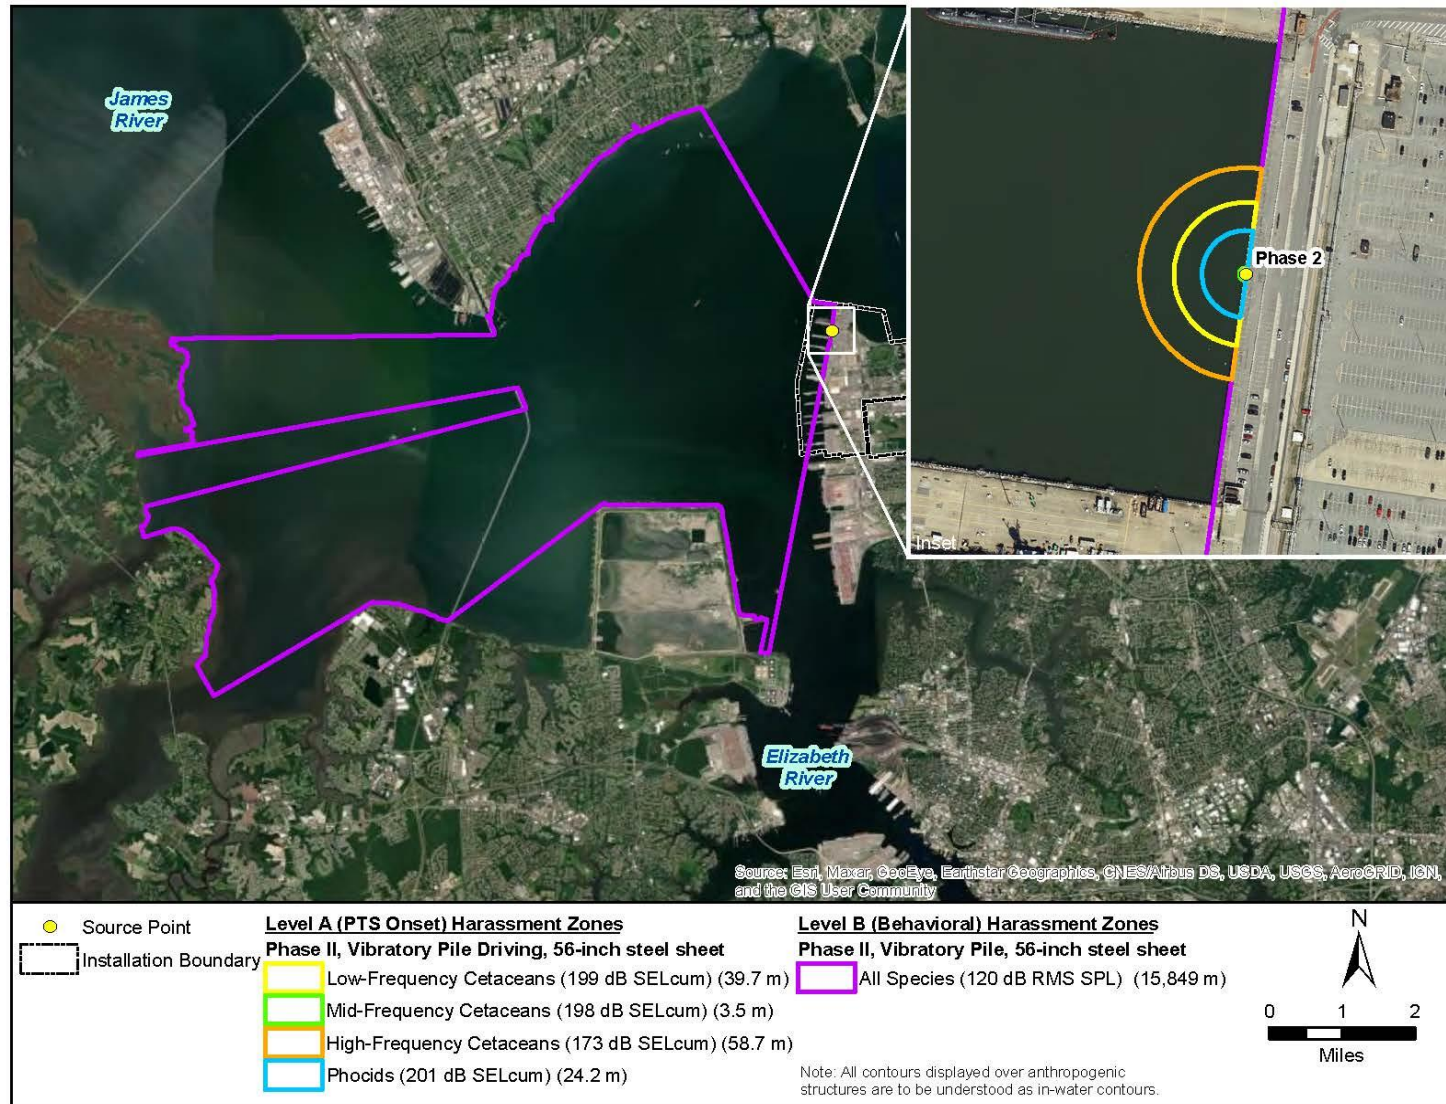 James
River
Phase 2
Inset
Elizabeth
River
Source: Esri, Maxar, GeoEye, Earthstar Geographics, CNES/Airbus DS, USDA, USGS, AeroGRID, IGN,
and the GIS User Community
Source Point
Installation Boundary
Level A (PTS Onset) Harassment Zones
Phase II, Vibratory Pile Driving, 56-inch steel sheet
Low-Frequency Cetaceans (199 dB SELcum) (39.7 m)
Mid-Frequency Cetaceans (198 dB SELcum) (3.5 m)
High-Frequency Cetaceans (173 dB SELcum) (58.7 m)
Phocids (201 dB SELcum) (24.2 m)
Level B (Behavioral) Harassment Zones
Phase II, Vibratory Pile, 56-inch steel sheet
All Species (120 dB RMS SPL) (15,849 m)
Note: All contours displayed over anthropogenic
structures are to be understood as in-water contours.
N
0 1 2
Miles